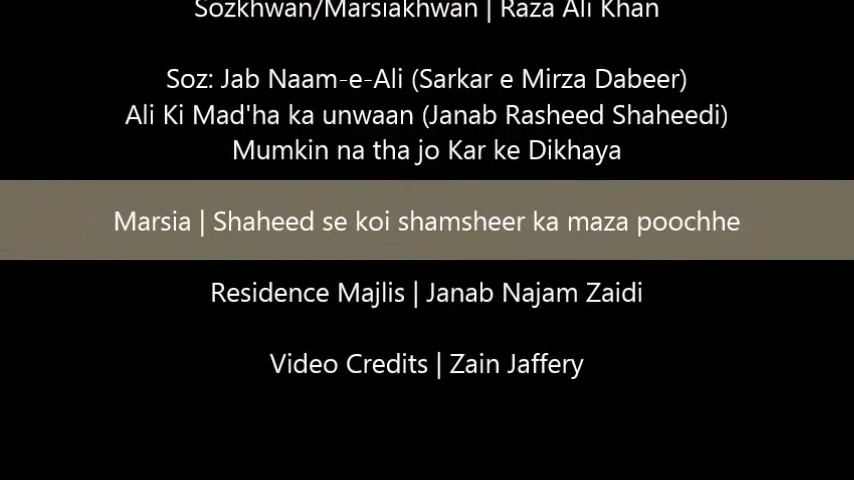 Sozkhwan/Marsiakhwan | Raza Ali Khan
Soz: Jab Naam-e-Ali (Sarkar e Mirza Dabeer)
Ali Ki Mad'ha ka unwaan (Janab Rasheed Shaheedi)
Mumkin na tha jo Kar ke Dikhaya
Marsia | Shaheed se koi shamsheer ka maza poochhe
Residence Majlis | Janab Najam Zaidi
Video Credits | Zain Jaffery